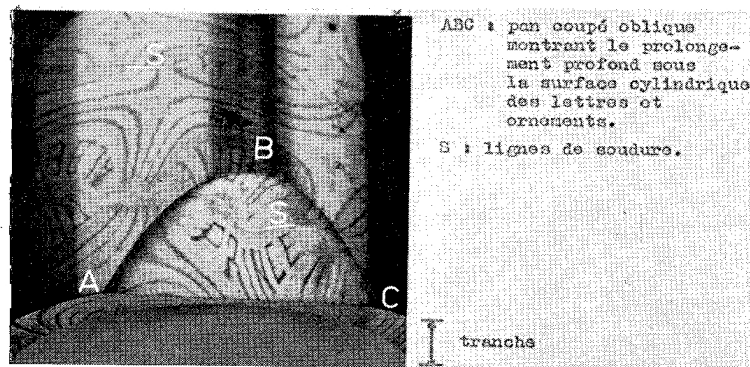 S
B
S
PRINCE
A
C
ABC : pan coupé oblique
montrant le prolonge-
ment profond sous
la surface cylindrique
des lettres et
ornements.
S : lignes de soudure.
tranche